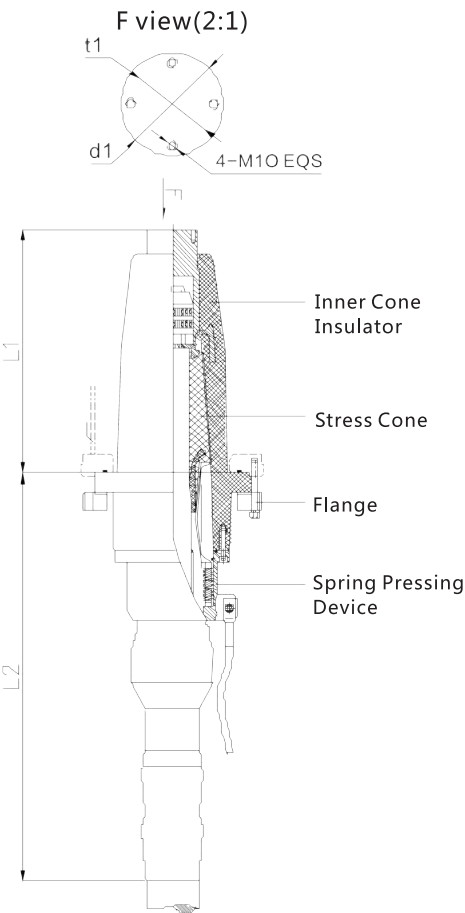 F view(2:1)
t1
d1
4-M10 EQS
F
L1
Inner Cone
Insulator
Stress Cone
Flange
Spring Pressing
Device
L2